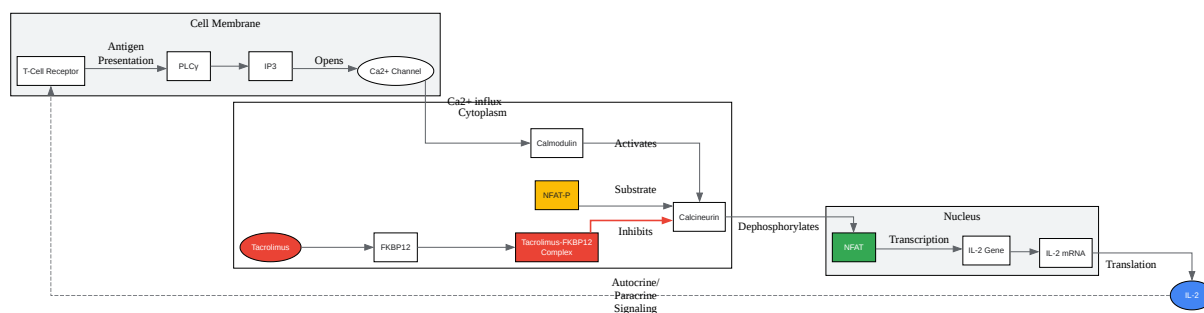 Cell Membrane
T-Cell Receptor
Antigen
Presentation
PLCγ
IP3
Opens
Ca2+ Channel
Ca2+ influx
Cytoplasm
Calmodulin
Activates
NFAT-P
Substrate
Calcineurin
Tacrolimus
FKBP12
Tacrolimus-FKBP12
Complex
Inhibits
Dephosphorylates
Nucleus
NFAT
Transcription
IL-2 Gene
IL-2 mRNA
Translation
IL-2
Autocrine/
Paracrine
Signaling